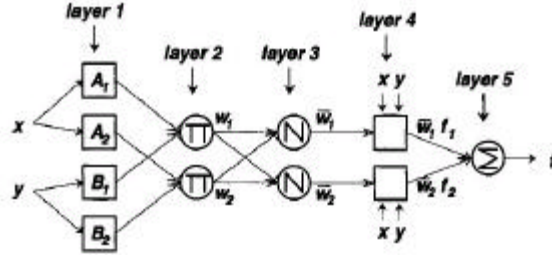 layer 1
layer 2
layer 3
layer 4
layer 5
x
y
A1
A2
B1
B2
Π
Π
w1
w2
N
N
w̅1
w̅2
x y
x y
w̅1 f1
w̅2 f2
Σ